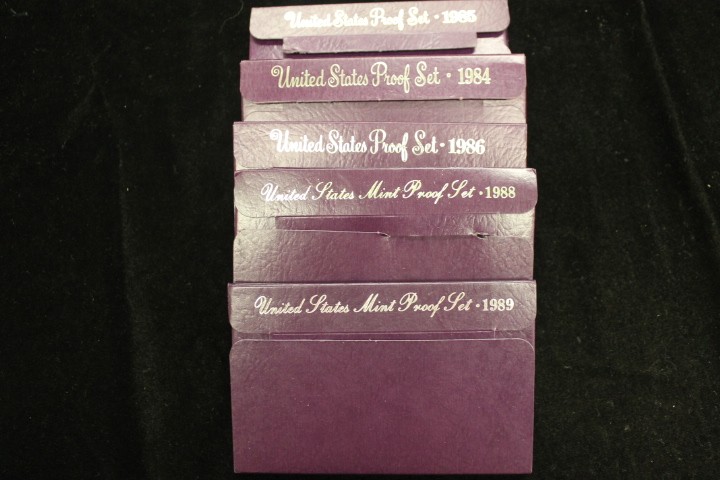 United States Proof Set · 1985
United States Proof Set · 1984
United States Proof Set · 1986
United States Mint Proof Set · 1988
United States Mint Proof Set · 1989